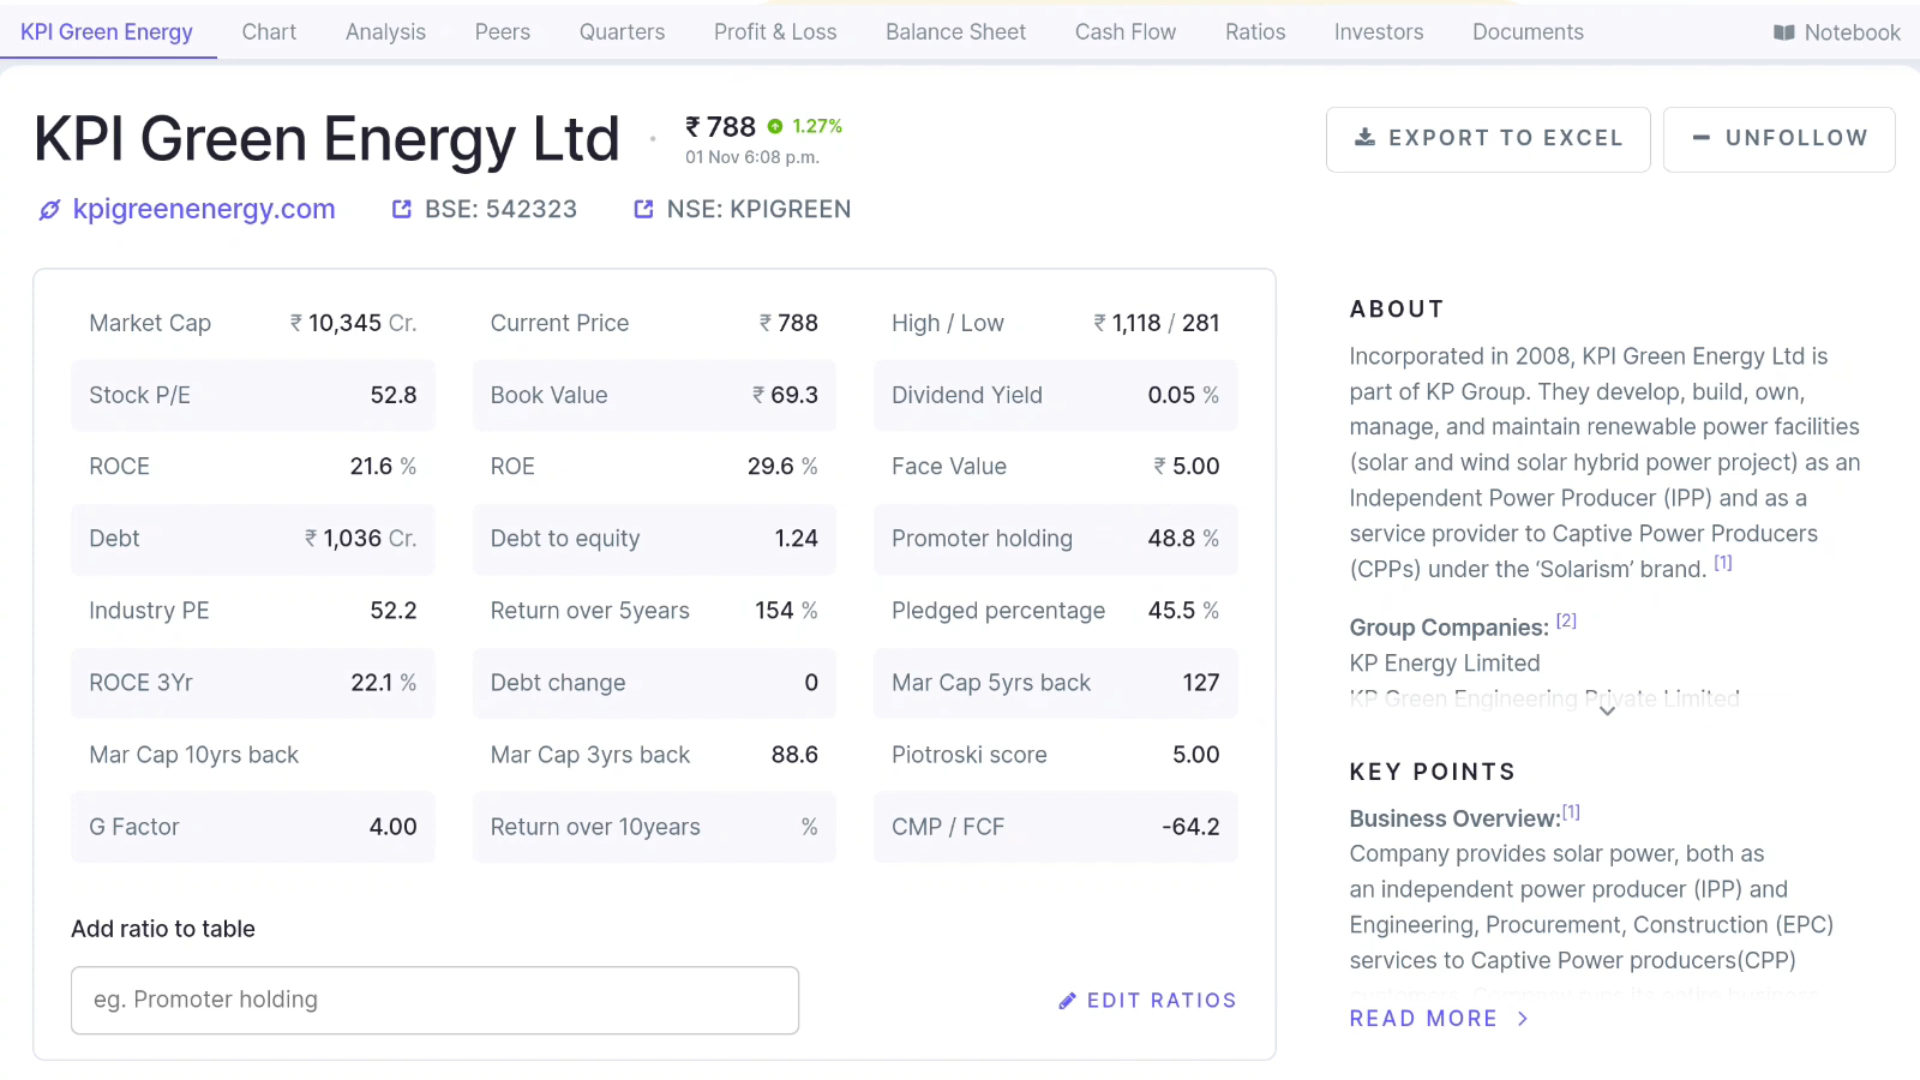 KPI Green Energy Chart Analysis Peers Quarters Profit & Loss Balance Sheet Cash Flow Ratios Investors Documents Notebook
KPI Green Energy Ltd ₹ 788 1.27%
01 Nov 6:08 p.m.
EXPORT TO EXCEL
UNFOLLOW
kpigreenenergy.com BSE: 542323 NSE: KPIGREEN
Market Cap ₹ 10,345 Cr. Current Price ₹ 788 High / Low ₹ 1,118 / 281
Stock P/E 52.8 Book Value ₹ 69.3 Dividend Yield 0.05 %
ROCE 21.6 % ROE 29.6 % Face Value ₹ 5.00
Debt ₹ 1,036 Cr. Debt to equity 1.24 Promoter holding 48.8 %
Industry PE 52.2 Return over 5years 154 % Pledged percentage 45.5 %
ROCE 3Yr 22.1 % Debt change 0 Mar Cap 5yrs back 127
Mar Cap 10yrs back Mar Cap 3yrs back 88.6 Piotroski score 5.00
G Factor 4.00 Return over 10years % CMP / FCF -64.2
Add ratio to table
eg. Promoter holding
EDIT RATIOS
ABOUT
Incorporated in 2008, KPI Green Energy Ltd is
part of KP Group. They develop, build, own,
manage, and maintain renewable power facilities
(solar and wind solar hybrid power project) as an
Independent Power Producer (IPP) and as a
service provider to Captive Power Producers
(CPPs) under the ‘Solarism’ brand. [1]
Group Companies: [2]
KP Energy Limited
KP Green Engineering Private Limited
KEY POINTS
Business Overview:[1]
Company provides solar power, both as
an independent power producer (IPP) and
Engineering, Procurement, Construction (EPC)
services to Captive Power producers(CPP)
customers. Company runs its entire business
READ MORE